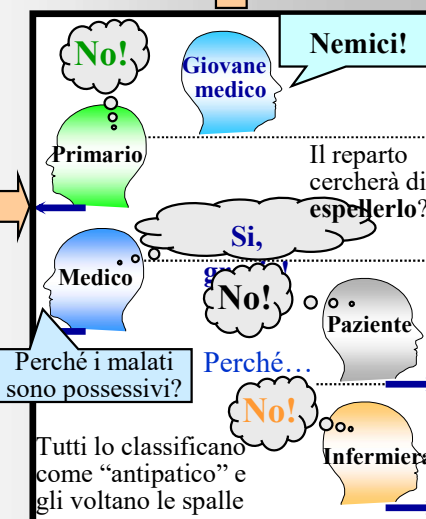 No!
Giovane
medico
Nemici!
Primario
Il reparto
cercherà di
espellerlo?
Si,
Medico
No!
Paziente
Perché i malati
sono possessivi?
Perché…
No!
Infermiera
Tutti lo classificano
come “antipatico” e
gli voltano le spalle